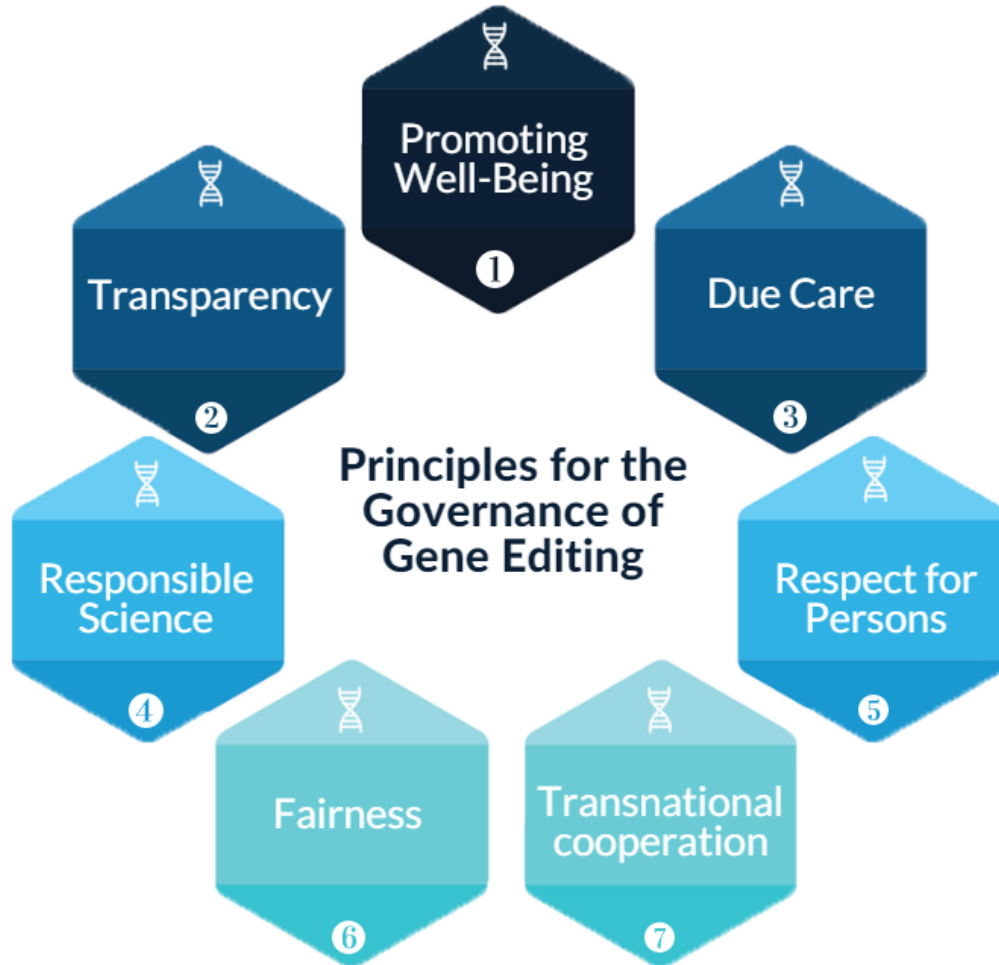 Promoting
Well-Being
1
Transparency
2
Due Care
3
Principles for the
Governance of
Gene Editing
Responsible
Science
4
Respect for
Persons
5
Fairness
6
Transnational
cooperation
7